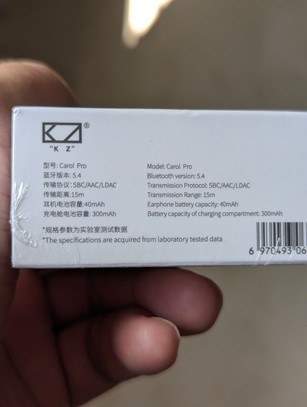 KZ®
"K Z"
型号: Carol Pro
蓝牙版本: 5.4
传输协议: SBC/AAC/LDAC
传输距离: 15m
耳机电池容量: 40mAh
充电舱电池容量: 300mAh
Model: Carol Pro
Bluetooth version: 5.4
Transmission Protocol: SBC/AAC/LDAC
Transmission Range: 15m
Earphone battery capacity: 40mAh
Battery capacity of charging compartment: 300mAh
*规格参数为实验室测试数据
*The specifications are acquired from laboratory tested data
6 970493 06